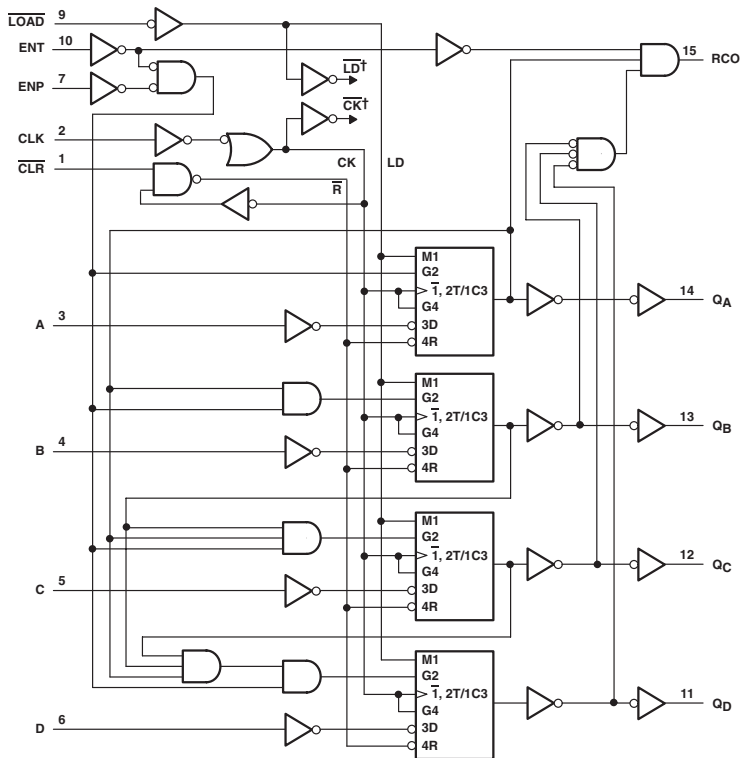 LOAD 9
ENT 10
15 RCO
ENP 7
LD†
CK†
CLK 2
CLR 1
CK LD
R
M1
G2
1, 2T/1C3
G4
A 3
3D
4R
14 QA
M1
G2
1, 2T/1C3
G4
B 4
3D
4R
13 QB
M1
G2
1, 2T/1C3
G4
C 5
3D
4R
12 QC
M1
G2
1, 2T/1C3
G4
D 6
3D
4R
11 QD